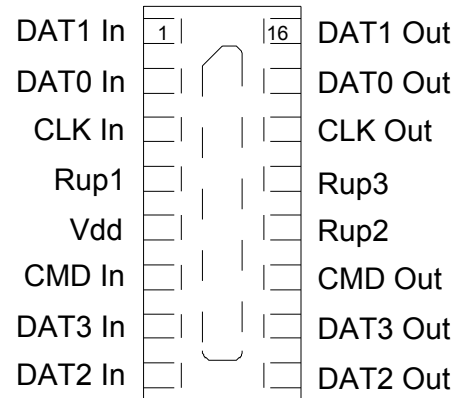 DAT1 In 1 16 DAT1 Out
DAT0 In DAT0 Out
CLK In CLK Out
Rup1 Rup3
Vdd Rup2
CMD In CMD Out
DAT3 In DAT3 Out
DAT2 In DAT2 Out